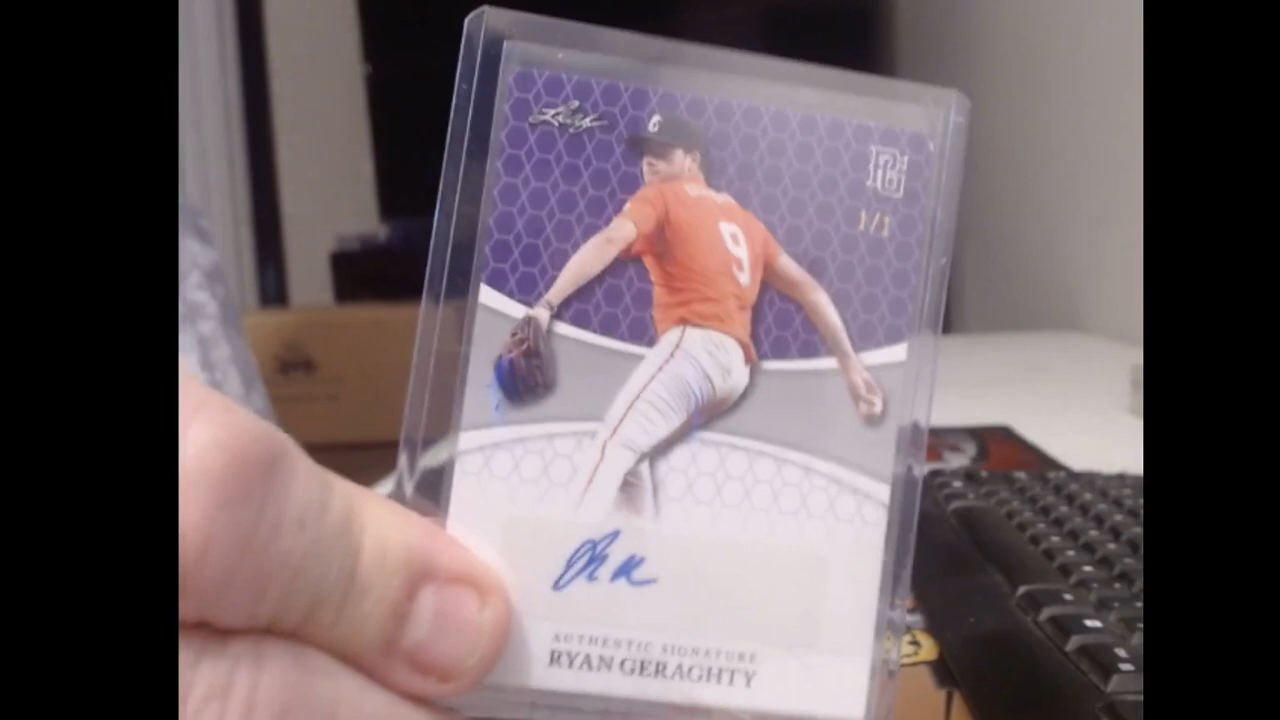 Leaf
C
PG
1/1
9
AUTHENTIC SIGNATURE
RYAN GERAGHTY